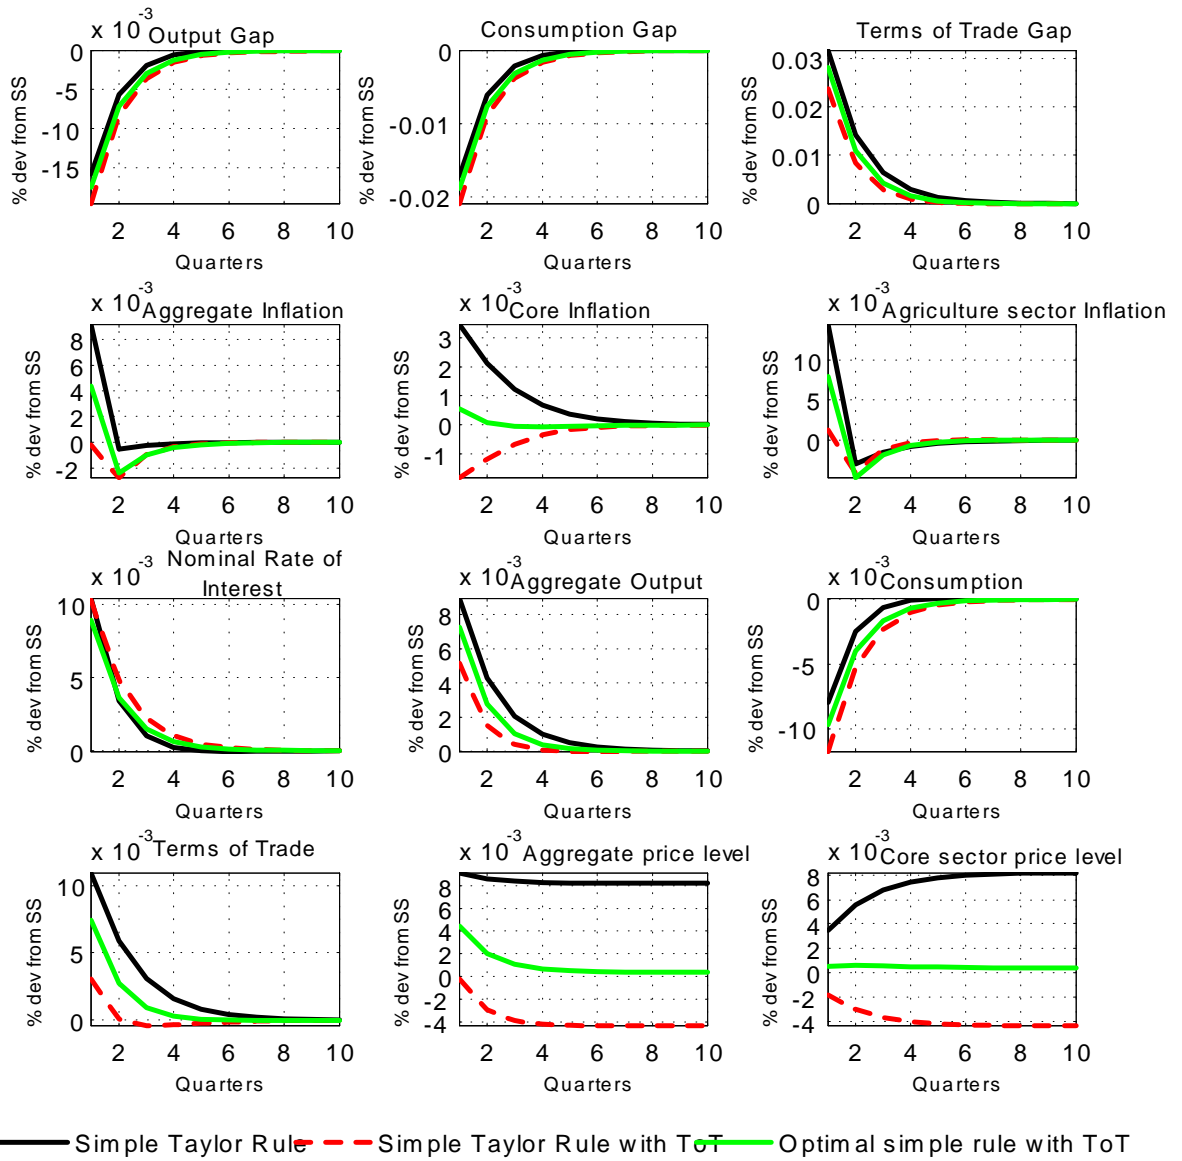 x 10-3 Output Gap
Consumption Gap
Terms of Trade Gap
% dev from SS
0
-5
-10
-15
2 4 6 8 10
Quarters
% dev from SS
0
-0.01
-0.02
2 4 6 8 10
Quarters
% dev from SS
0.03
0.02
0.01
0
2 4 6 8 10
Quarters
x 10-3 Aggregate Inflation
% dev from SS
8
6
4
2
0
-2
2 4 6 8 10
Quarters
x 10-3 Core Inflation
% dev from SS
3
2
1
0
-1
2 4 6 8 10
Quarters
x 10-3 Agriculture sector Inflation
% dev from SS
10
5
0
2 4 6 8 10
Quarters
x 10-3 Nominal Rate of
Interest
% dev from SS
10
5
0
2 4 6 8 10
Quarters
x 10-3 Aggregate Output
% dev from SS
8
6
4
2
0
2 4 6 8 10
Quarters
x 10-3 Consumption
% dev from SS
0
-5
-10
2 4 6 8 10
Quarters
x 10-3 Terms of Trade
% dev from SS
10
5
0
2 4 6 8 10
Quarters
x 10-3 Aggregate price level
% dev from SS
8
6
4
2
0
-2
-4
2 4 6 8 10
Quarters
x 10-3 Core sector price level
% dev from SS
8
6
4
2
0
-2
-4
2 4 6 8 10
Quarters
Simple Taylor Rule Simple Taylor Rule with ToT Optimal simple rule with ToT